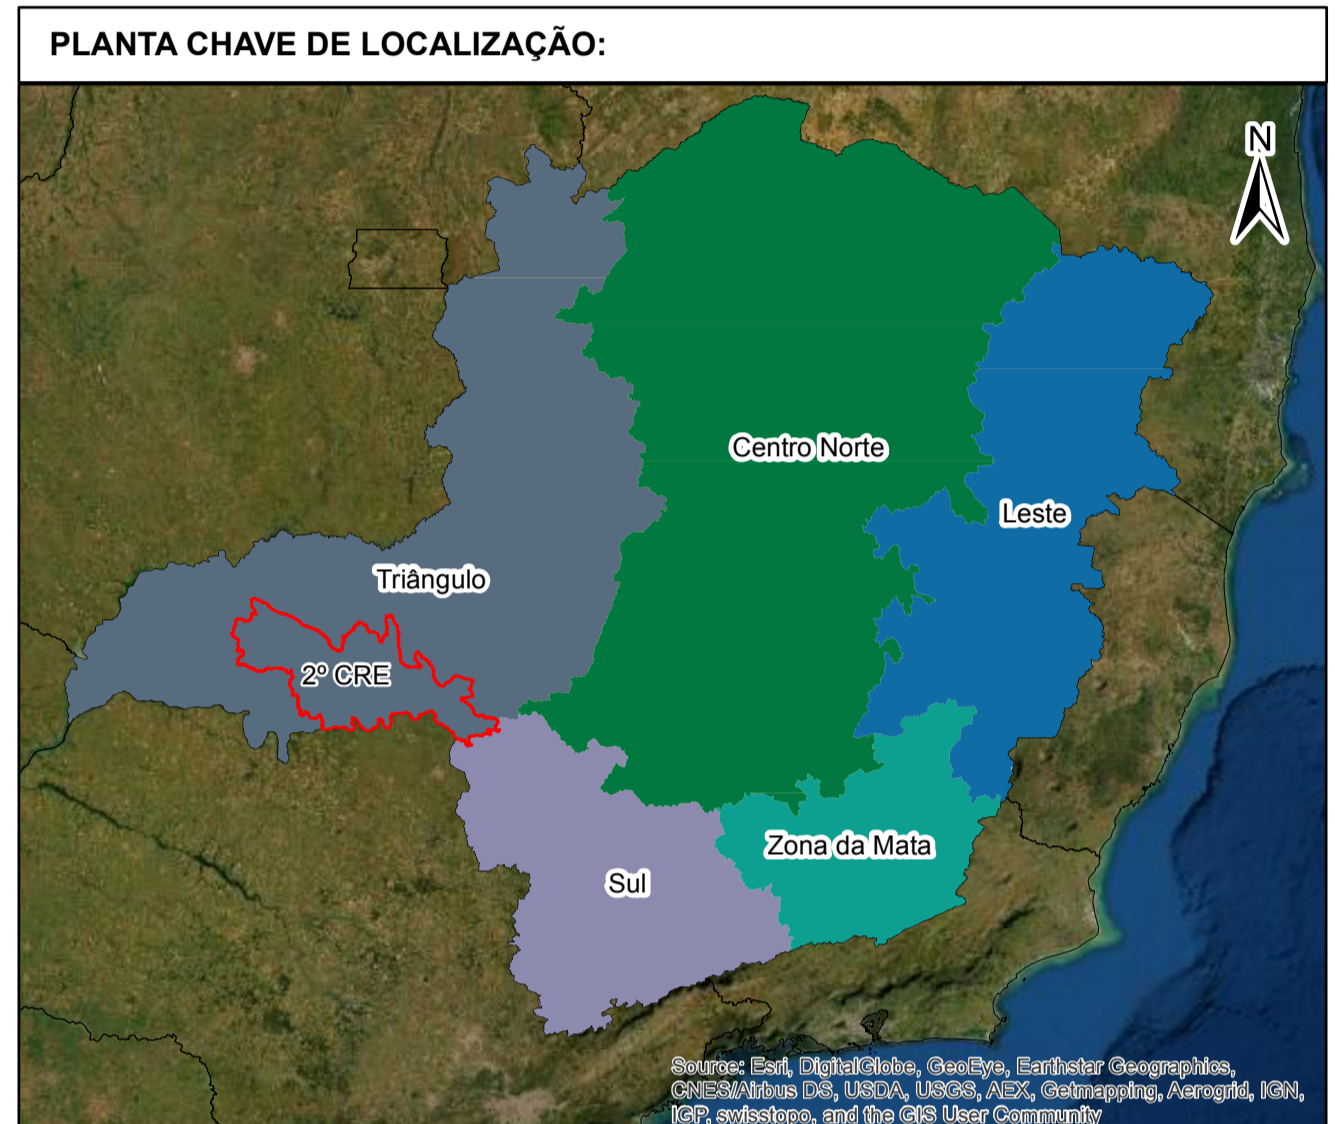 PLANTA CHAVE DE LOCALIZAÇÃO:
N
Centro Norte
Leste
Triângulo
2º CRE
Zona da Mata
Sul
Source: Esri, DigitalGlobe, GeoEye, Earthstar Geographics,
CNES/Airbus DS, USDA, USGS, AEX, Getmapping, Aerogrid, IGN,
IGP, swisstopo, and the GIS User Community